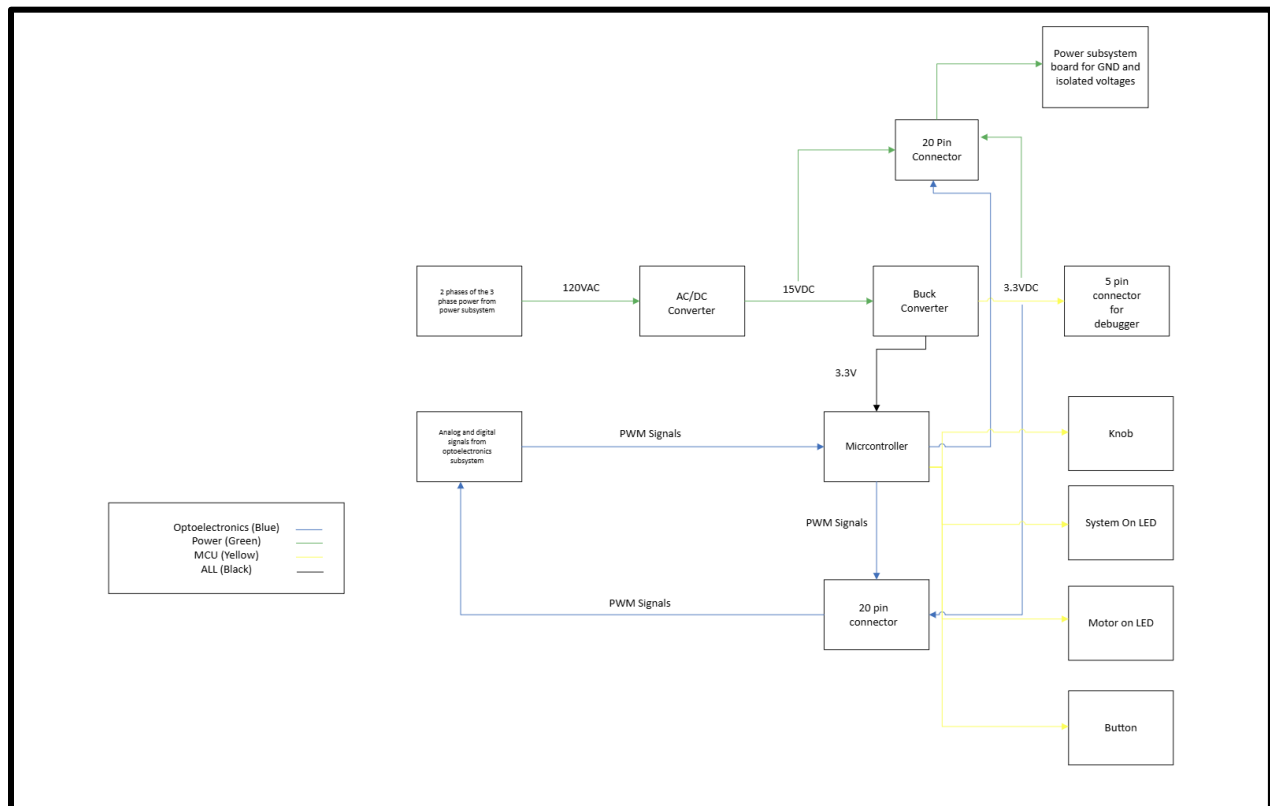 Power subsystem
board for GND and
isolated voltages
20 Pin
Connector
2 phases of the 3
phase power from
power subsystem
120VAC
AC/DC
Converter
15VDC
Buck
Converter
3.3VDC
5 pin
connector
for
debugger
3.3V
Analog and digital
signals from
optoelectronics
subsystem
PWM Signals
Micrcontroller
Knob
Optoelectronics (Blue)
Power (Green)
MCU (Yellow)
ALL (Black)
PWM Signals
System On LED
PWM Signals
20 pin
connector
Motor on LED
Button